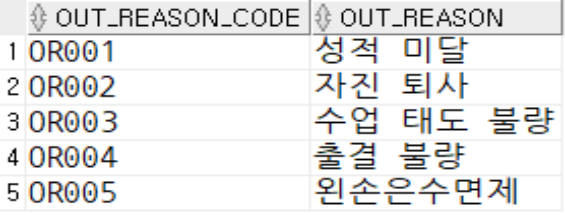 OUT_REASON_CODE OUT_REASON
1 OR001 성적 미달
2 OR002 자진 퇴사
3 OR003 수업 태도 불량
4 OR004 출결 불량
5 OR005 왼손은수면제